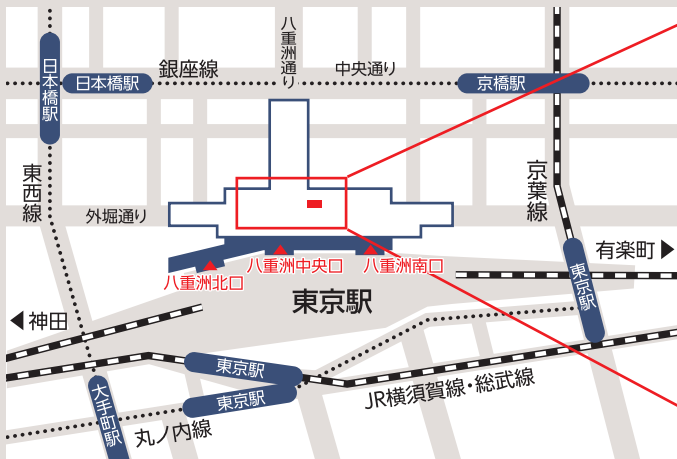 八重洲通り
日本橋駅
日本橋駅
銀座線
中央通り
京橋駅
東西線
京葉線
外堀通り
有楽町
八重洲北口
八重洲中央口
八重洲南口
東京駅
東京駅
神田
東京駅
東京駅
大手町駅
丸ノ内線
JR横須賀線・総武線